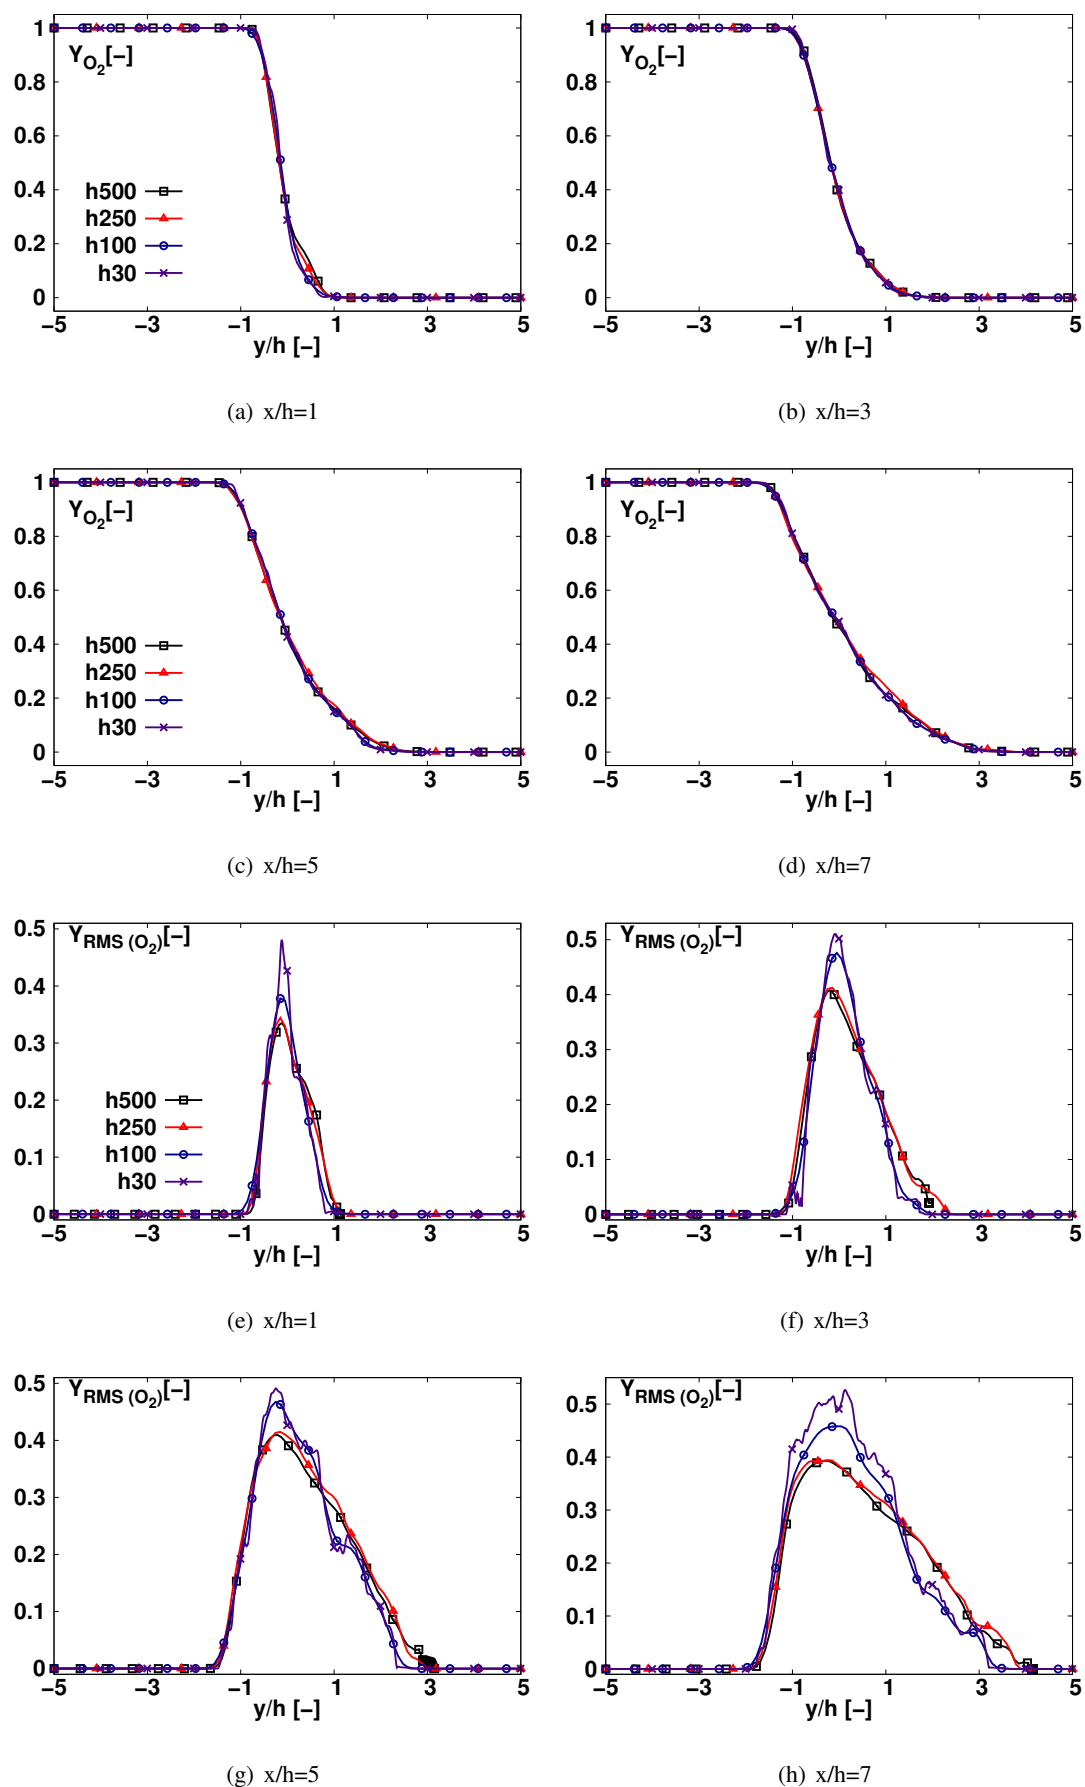 Y_O2[−]
1
0.8
0.6
0.4
0.2
0
h500
h250
h100
h30
−5 −3 −1 1 3 5
y/h [−]
(a) x/h=1
Y_O2[−]
1
0.8
0.6
0.4
0.2
0
−5 −3 −1 1 3 5
y/h [−]
(b) x/h=3
Y_O2[−]
1
0.8
0.6
0.4
0.2
0
h500
h250
h100
h30
−5 −3 −1 1 3 5
y/h [−]
(c) x/h=5
Y_O2[−]
1
0.8
0.6
0.4
0.2
0
−5 −3 −1 1 3 5
y/h [−]
(d) x/h=7
Y_RMS (O2)[−]
0.5
0.4
0.3
0.2
0.1
0
h500
h250
h100
h30
−5 −3 −1 1 3 5
y/h [−]
(e) x/h=1
Y_RMS (O2)[−]
0.5
0.4
0.3
0.2
0.1
0
−5 −3 −1 1 3 5
y/h [−]
(f) x/h=3
Y_RMS (O2)[−]
0.5
0.4
0.3
0.2
0.1
0
−5 −3 −1 1 3 5
y/h [−]
(g) x/h=5
Y_RMS (O2)[−]
0.5
0.4
0.3
0.2
0.1
0
−5 −3 −1 1 3 5
y/h [−]
(h) x/h=7